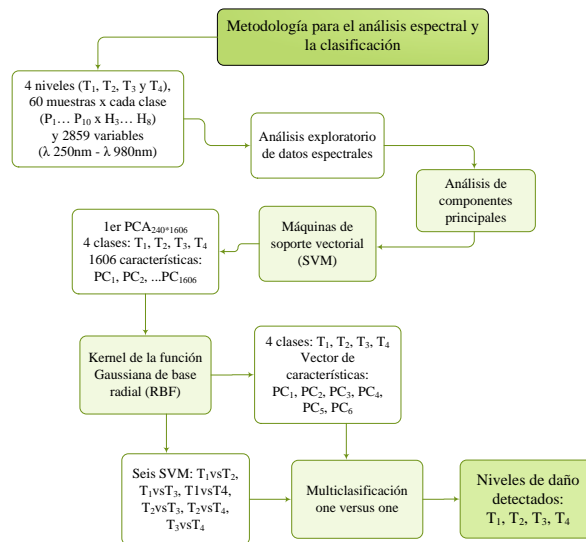 Metodología para el análisis espectral y
la clasificación
4 niveles (T₁, T₂, T₃ y T₄),
60 muestras x cada clase
(P₁… P₁₀ x H₃… H₈)
y 2859 variables
(λ 250nm - λ 980nm)
Análisis exploratorio
de datos espectrales
Análisis de
componentes
principales
Máquinas de
soporte vectorial
(SVM)
1er PCA₂₄₀*₁₆₀₆
4 clases: T₁, T₂, T₃, T₄
1606 características:
PC₁, PC₂, ...PC₁₆₀₆
Kernel de la función
Gaussiana de base
radial (RBF)
4 clases: T₁, T₂, T₃, T₄
Vector de
características:
PC₁, PC₂, PC₃, PC₄,
PC₅, PC₆
Seis SVM: T₁vsT₂,
T₁vsT₃, T1vsT4,
T₂vsT₃, T₂vsT₄,
T₃vsT₄
Multiclasificación
one versus one
Niveles de daño
detectados:
T₁, T₂, T₃, T₄